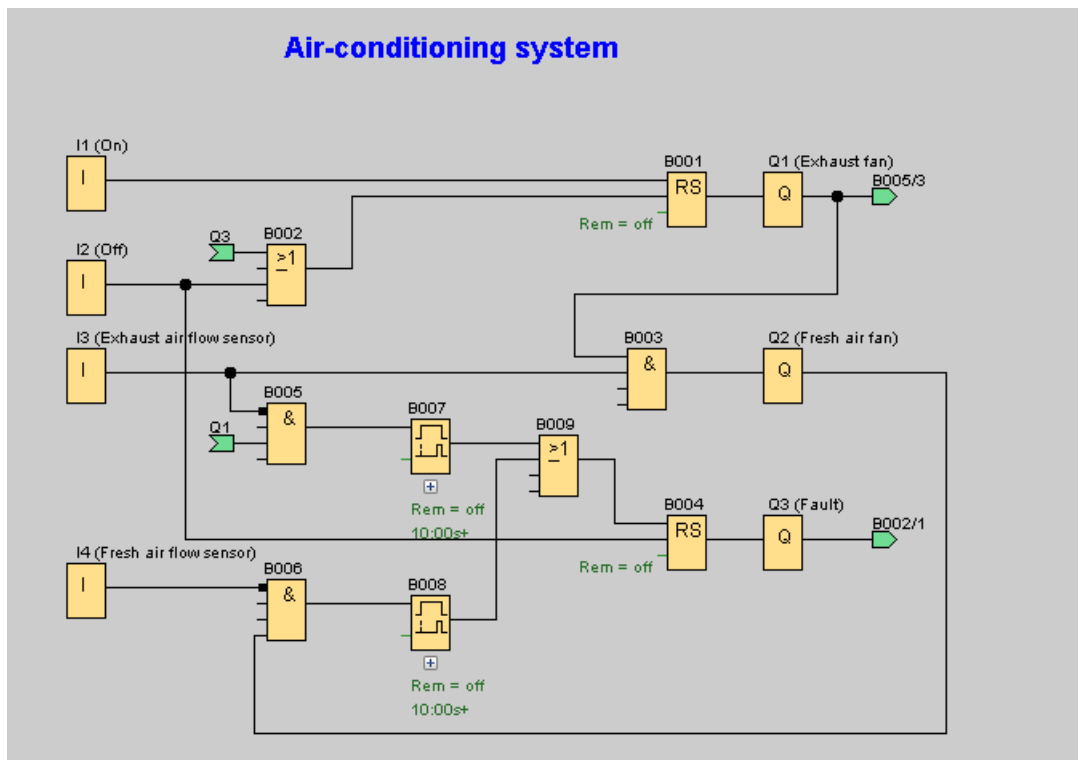 Air-conditioning system
I1 (On)
I
B001
RS
Rem = off
Q1 (Exhaust fan)
Q
B005/3
I2 (Off)
I
Q3
B002
>1
I3 (Exhaust air flow sensor)
I
B003
&
Q2 (Fresh air fan)
Q
B005
&
Q1
B007
Rem = off
10:00s+
B009
>1
B004
RS
Rem = off
Q3 (Fault)
Q
B002/1
I4 (Fresh air flow sensor)
I
B006
&
B008
Rem = off
10:00s+